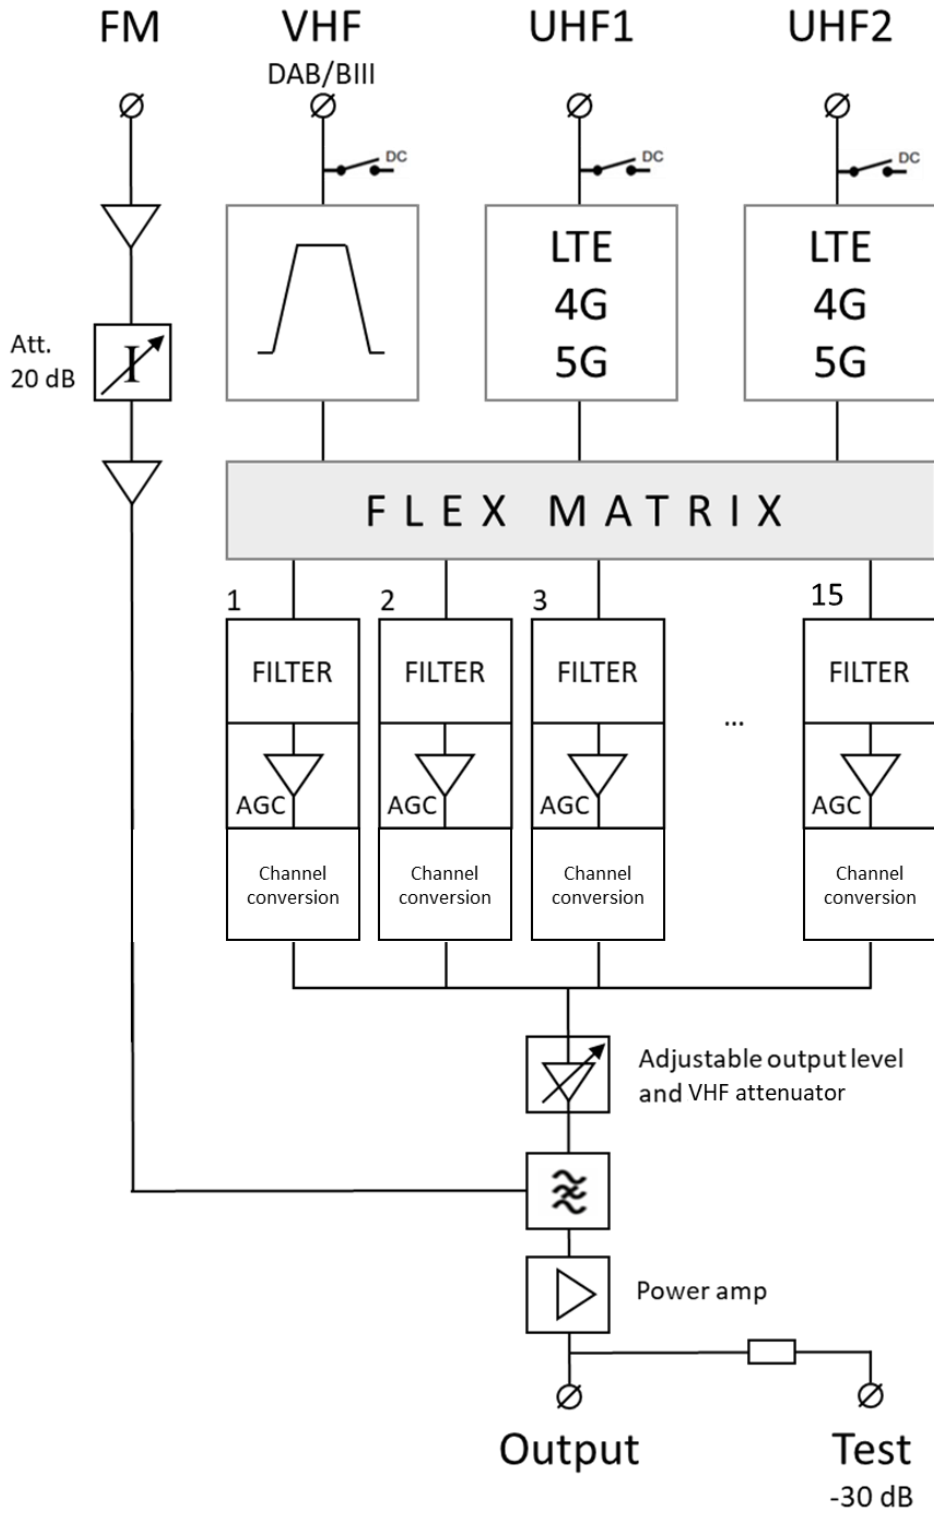 FM
VHF
UHF1
UHF2
DAB/BIII
DC
DC
DC
LTE
4G
5G
LTE
4G
5G
Att.
20 dB
I
FLEX MATRIX
1
2
3
15
FILTER
FILTER
FILTER
FILTER
...
AGC
AGC
AGC
AGC
Channel
conversion
Channel
conversion
Channel
conversion
Channel
conversion
Adjustable output level
and VHF attenuator
Power amp
Output
Test
-30 dB